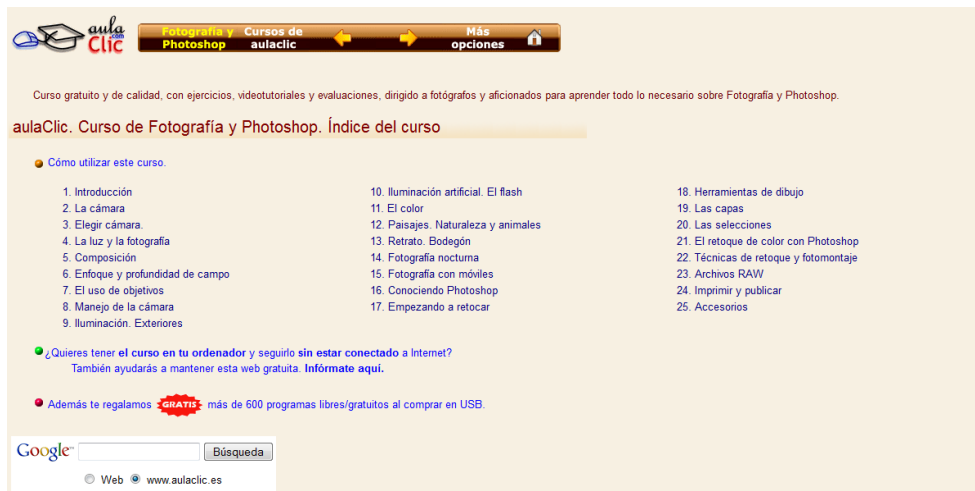 aula
.com
Clic
Fotografía y Photoshop
Cursos de aulaclic
Más opciones
Curso gratuito y de calidad, con ejercicios, videotutoriales y evaluaciones, dirigido a fotógrafos y aficionados para aprender todo lo necesario sobre Fotografía y Photoshop.
aulaClic. Curso de Fotografía y Photoshop. Índice del curso
Cómo utilizar este curso.
1. Introducción
2. La cámara
3. Elegir cámara.
4. La luz y la fotografía
5. Composición
6. Enfoque y profundidad de campo
7. El uso de objetivos
8. Manejo de la cámara
9. Iluminación. Exteriores
10. Iluminación artificial. El flash
11. El color
12. Paisajes. Naturaleza y animales
13. Retrato. Bodegón
14. Fotografía nocturna
15. Fotografía con móviles
16. Conociendo Photoshop
17. Empezando a retocar
18. Herramientas de dibujo
19. Las capas
20. Las selecciones
21. El retoque de color con Photoshop
22. Técnicas de retoque y fotomontaje
23. Archivos RAW
24. Imprimir y publicar
25. Accesorios
¿Quieres tener el curso en tu ordenador y seguirlo sin estar conectado a Internet?
También ayudarás a mantener esta web gratuita. Infórmate aquí.
Además te regalamos GRATIS más de 600 programas libres/gratuitos al comprar en USB.
Google™ Búsqueda
Web www.aulaclic.es